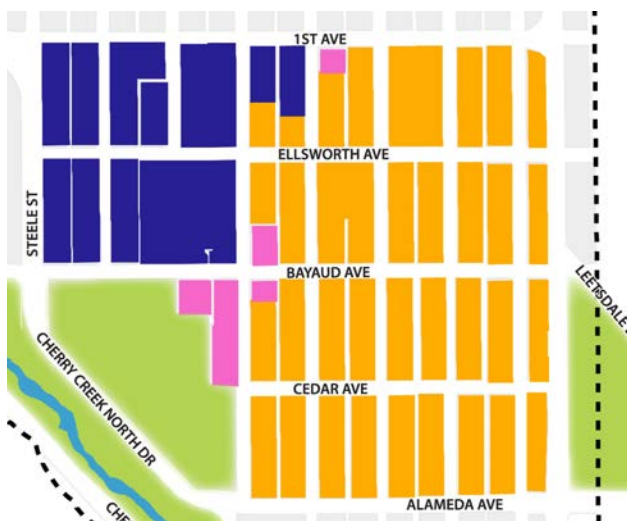 1ST AVE
ELLSWORTH AVE
STEELE ST
BAYAUD AVE
LEETSDALE
CHERRY CREEK NORTH DR
CEDAR AVE
ALAMEDA AVE